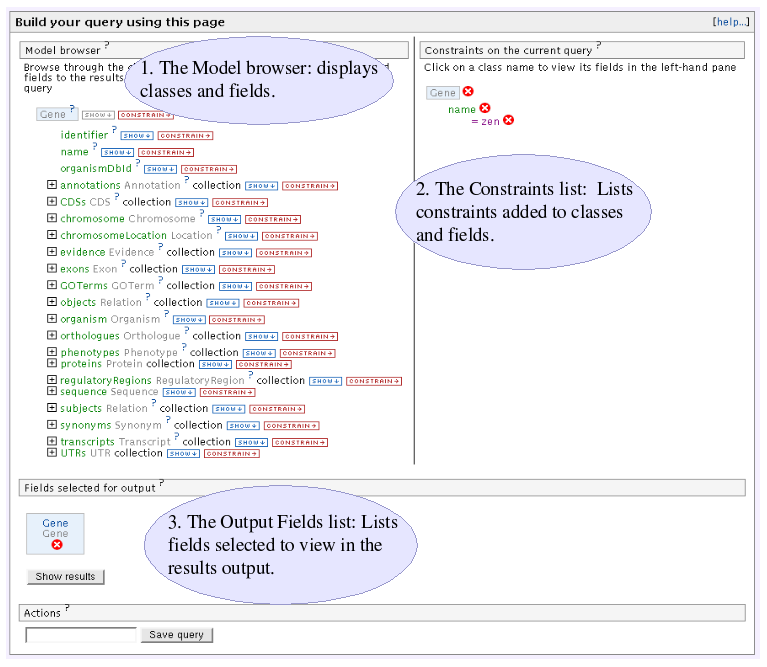 Build your query using this page [help...]
Model browser ?
Browse through the
fields to the results
query
1. The Model browser: displays
classes and fields.
Gene ? SHOW↓ CONSTRAIN→
identifier ? SHOW↓ CONSTRAIN→
name ? SHOW↓ CONSTRAIN→
organismDbId ? SHOW↓ CONSTRAIN→
annotations Annotation ? collection SHOW↓ CONSTRAIN→
CDSs CDS ? collection SHOW↓ CONSTRAIN→
chromosome Chromosome ? SHOW↓ CONSTRAIN→
chromosomeLocation Location ? SHOW↓ CONSTRAIN→
evidence Evidence ? collection SHOW↓ CONSTRAIN→
exons Exon ? collection SHOW↓ CONSTRAIN→
GOTerms GOTerm ? collection SHOW↓ CONSTRAIN→
objects Relation ? collection SHOW↓ CONSTRAIN→
organism Organism ? SHOW↓ CONSTRAIN→
orthologues Orthologue ? collection SHOW↓ CONSTRAIN→
phenotypes Phenotype ? collection SHOW↓ CONSTRAIN→
proteins Protein collection SHOW↓ CONSTRAIN→
regulatoryRegions RegulatoryRegion ? collection SHOW↓ CONSTRAIN→
sequence Sequence SHOW↓ CONSTRAIN→
subjects Relation ? collection SHOW↓ CONSTRAIN→
synonyms Synonym ? collection SHOW↓ CONSTRAIN→
transcripts Transcript ? collection SHOW↓ CONSTRAIN→
UTRs UTR collection SHOW↓ CONSTRAIN→
Constraints on the current query ?
Click on a class name to view its fields in the left-hand pane
Gene
name
= zen
2. The Constraints list: Lists
constraints added to classes
and fields.
Fields selected for output ?
Gene
Gene
3. The Output Fields list: Lists
fields selected to view in the
results output.
Show results
Actions ?
Save query